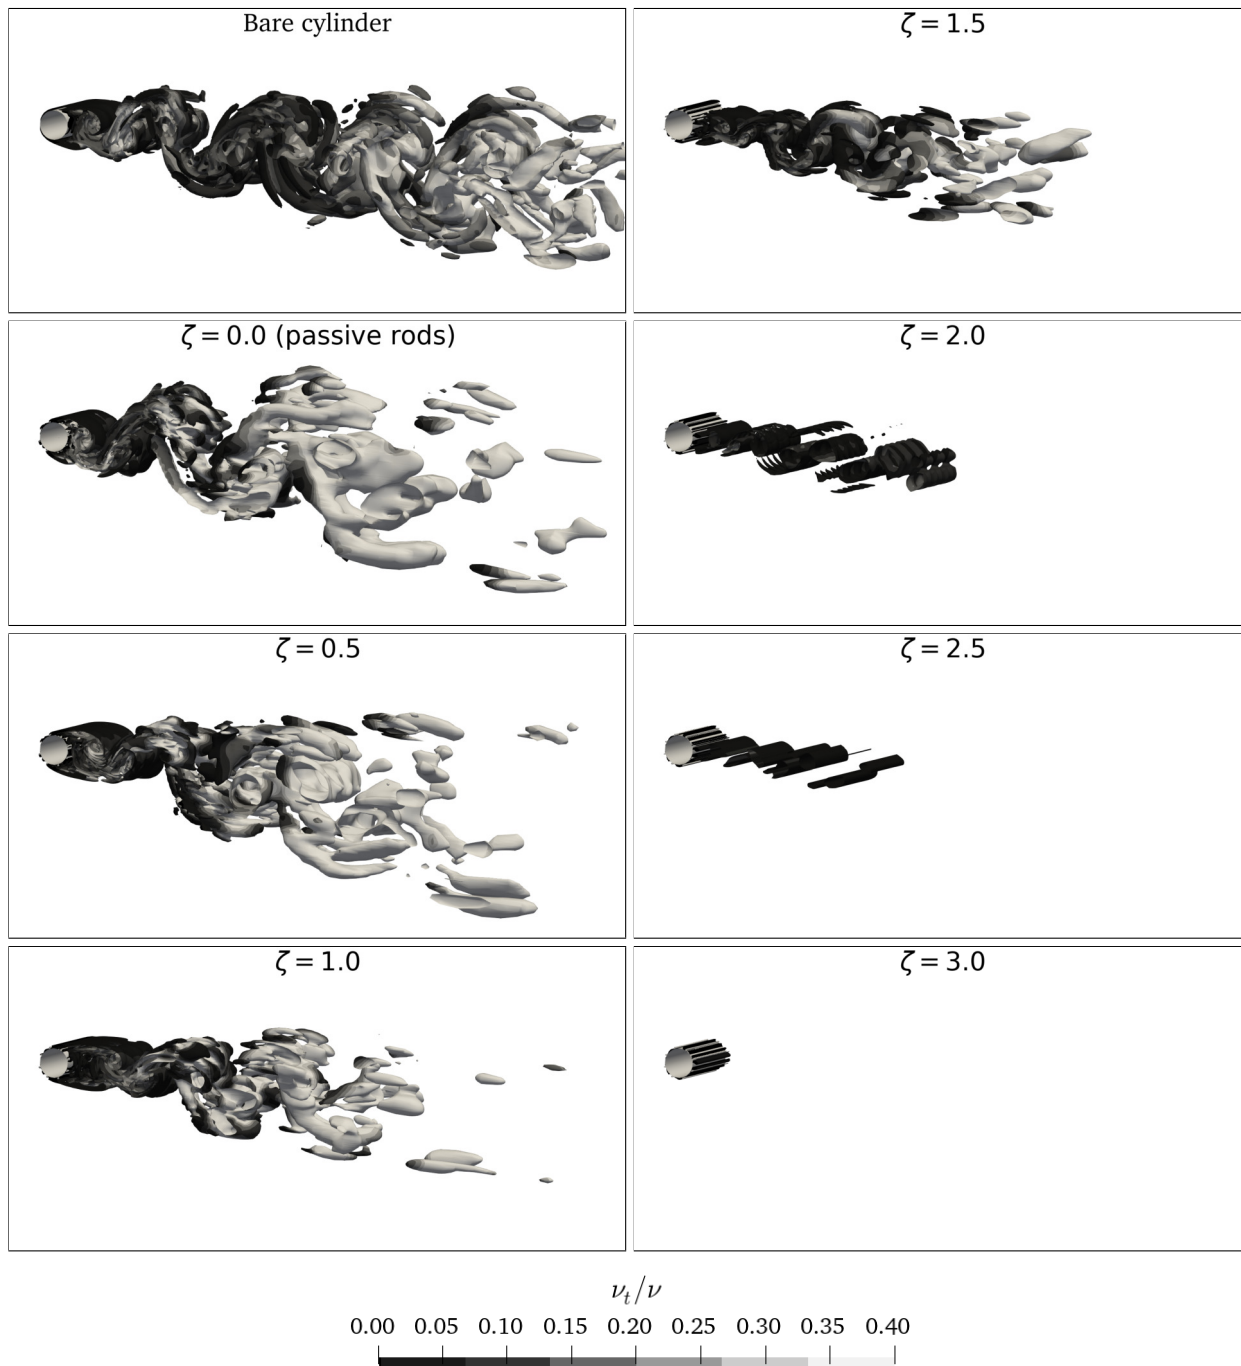 Bare cylinder
ζ = 1.5
ζ = 0.0 (passive rods)
ζ = 2.0
ζ = 0.5
ζ = 2.5
ζ = 1.0
ζ = 3.0
ν_t/ν
0.00 0.05 0.10 0.15 0.20 0.25 0.30 0.35 0.40